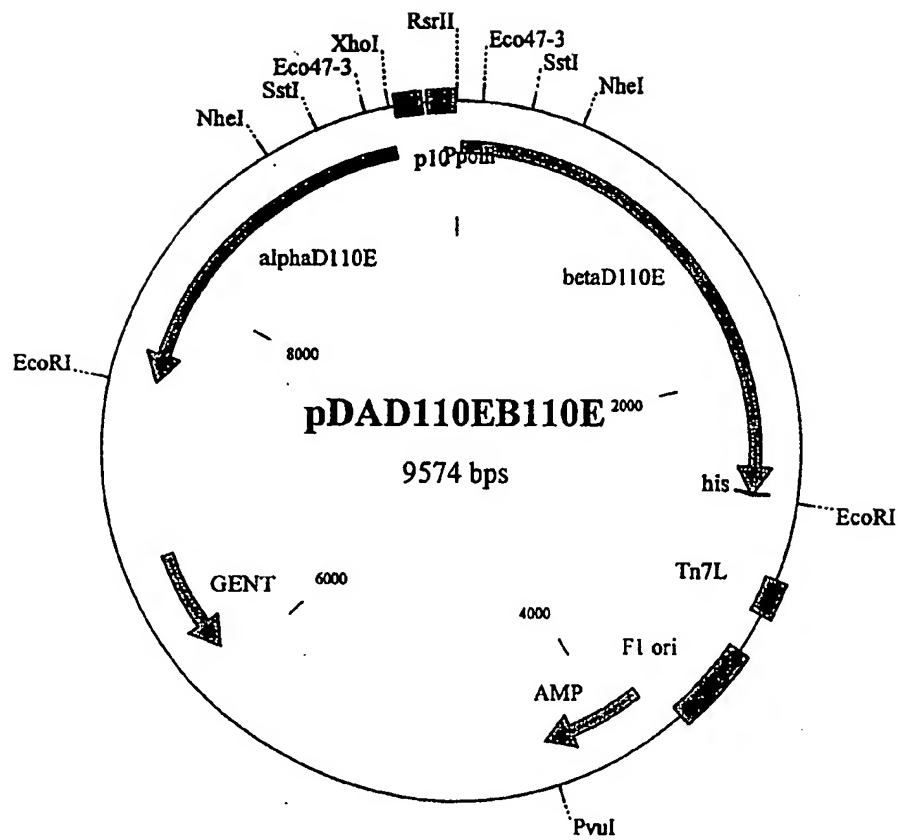 RsrII
XhoI
Eco47-3
Eco47-3
SstI
SstI
NheI
NheI
p10
Ppolh
alphaD110E
betaD110E
8000
EcoRI
pDAD110EB110E
2000
9574 bps
his
EcoRI
Tn7L
GENT
6000
4000
F1 ori
AMP
PvuI